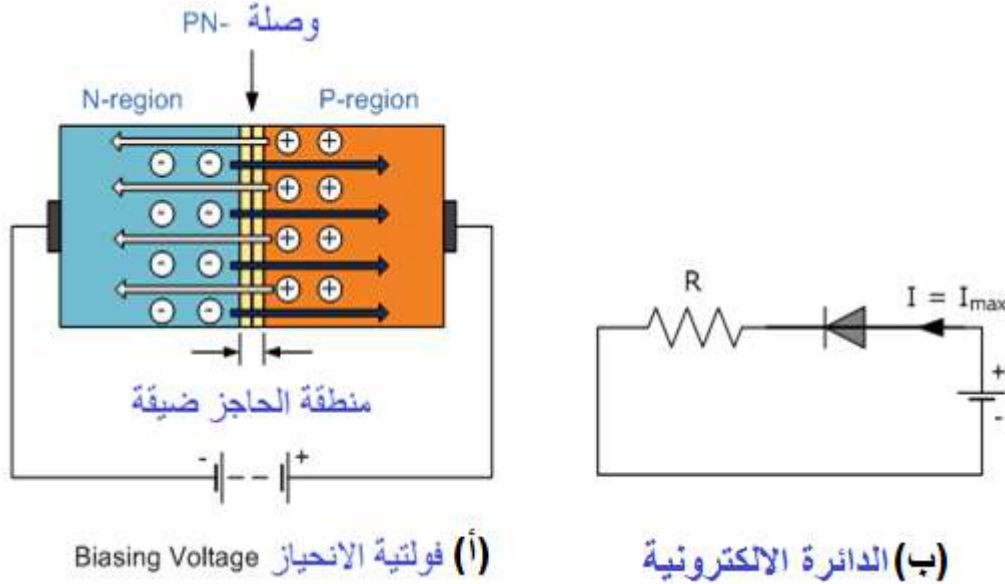 وصلة PN-
N-region
P-region
منطقة الحاجز ضيقة
- +
(أ) فولتية الانحياز Biasing Voltage
R
I = Imax
+
-
(ب) الدائرة الالكترونية